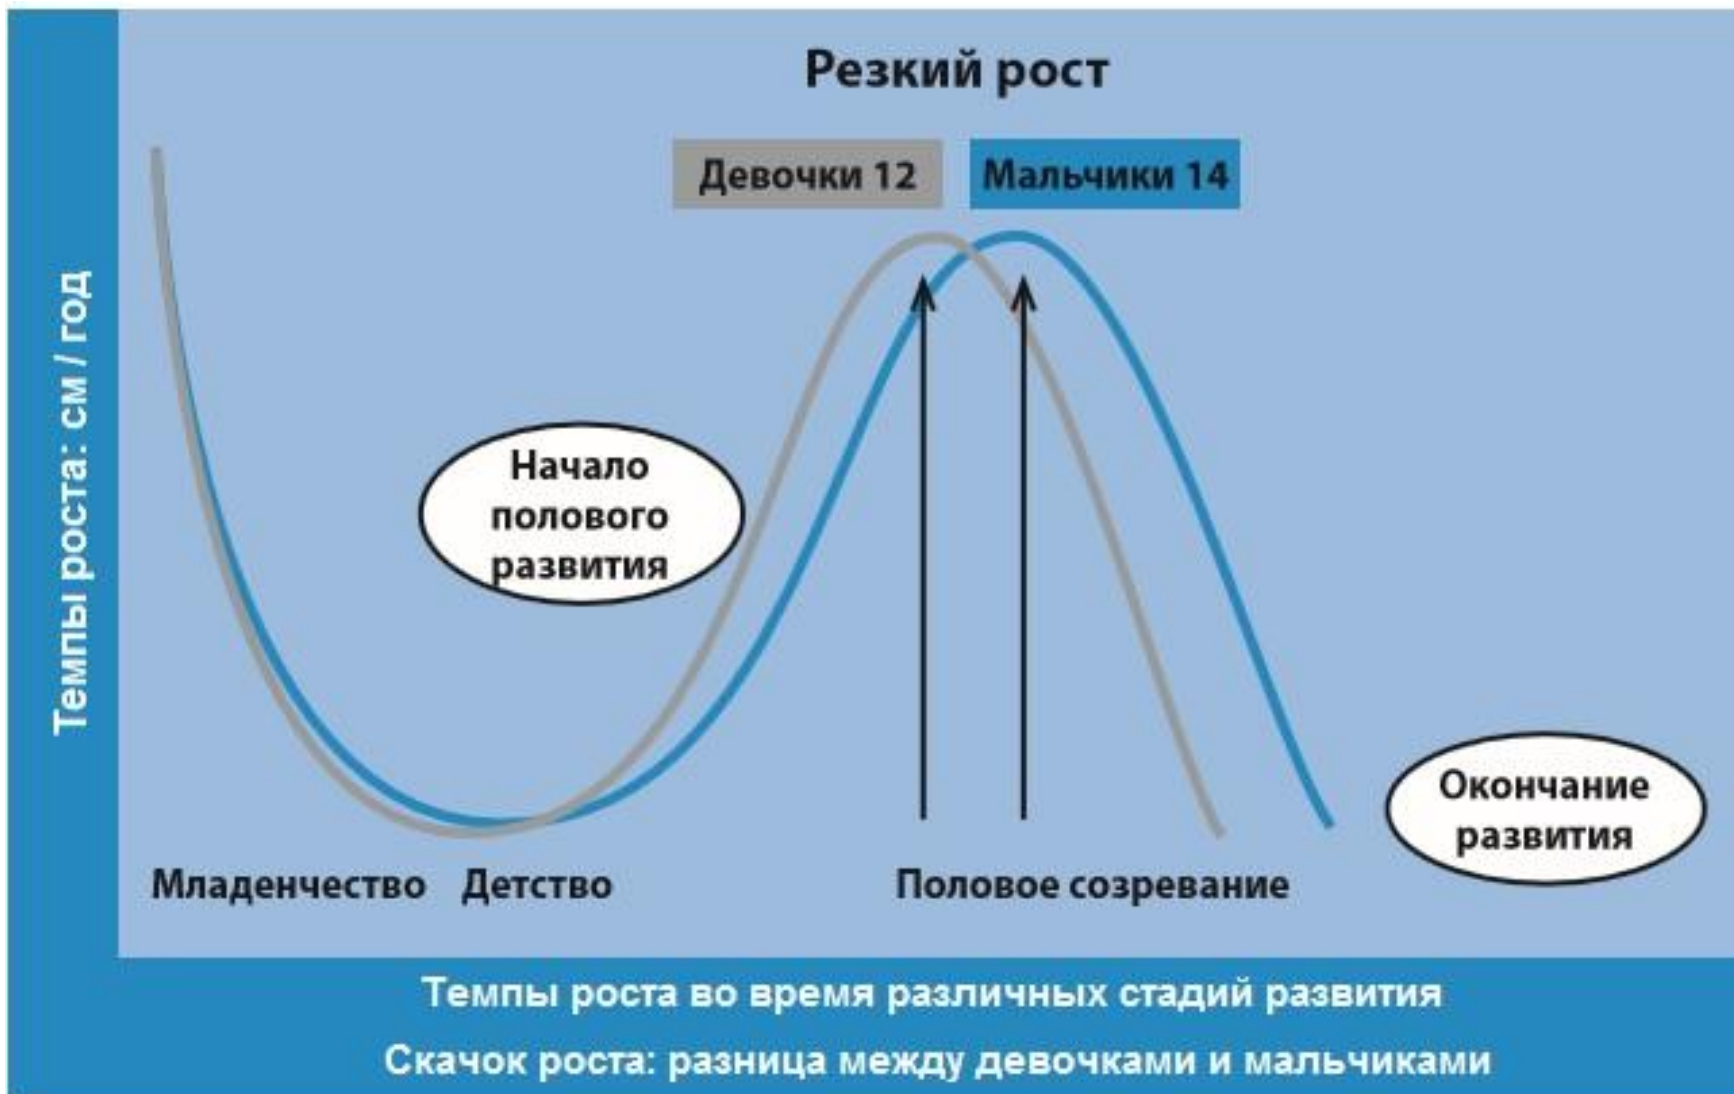 Резкий рост
Девочки 12
Мальчики 14
Темпы роста: см / год
Начало
полового
развития
Окончание
развития
Младенчество
Детство
Половое созревание
Темпы роста во время различных стадий развития
Скачок роста: разница между девочками и мальчиками